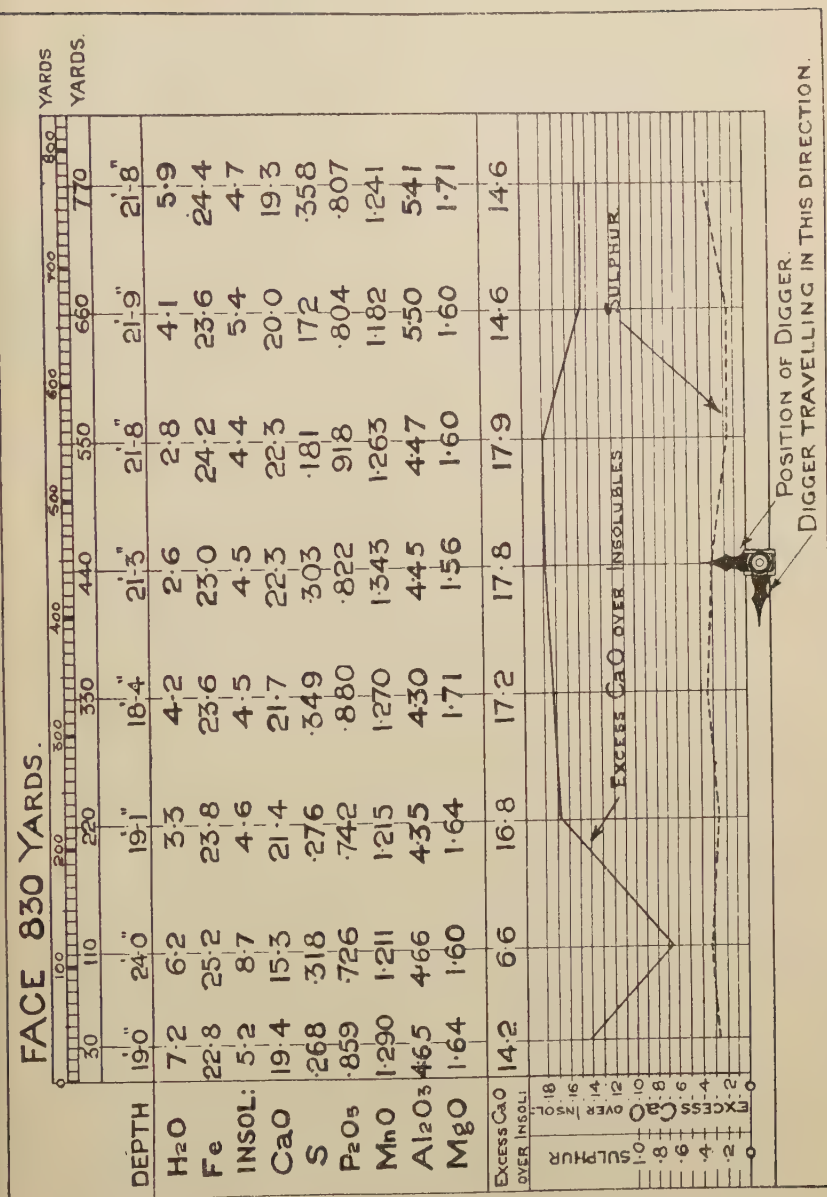 FACE 830 YARDS.
0 100 200 300 400 500 600 700 800 YARDS
30 110 220 330 440 550 660 770 YARDS.
DEPTH 19'-0" 24'-0" 19'-1" 18'-4" 21'-3" 21'-8" 21'-9" 21'-8"
H2O 7·2 6·2 3·3 4·2 2·6 2·8 4·1 5·9
Fe 22·8 25·2 23·8 23·6 23·0 24·2 23·6 24·4
INSOL: 5·2 8·7 4·6 4·5 4·5 4·4 5·4 4·7
CaO 19·4 15·3 21·4 21·7 22·3 22·3 20·0 19·3
S ·268 ·318 ·276 ·349 ·303 ·181 172 ·358
P2O5 ·859 ·726 ·742 ·880 ·822 918 ·804 ·807
MnO 1·290 1·211 1·215 1·270 1·343 1·263 1·182 1·241
Al2O3 4·65 4·66 4·35 4·30 4·45 4·47 5·50 5·41
MgO 1·64 1·60 1·64 1·71 1·56 1·60 1·60 1·71
EXCESS CaO
OVER INSOL:
14·2 6·6 16·8 17·2 17·8 17·9 14·6 14·6
SULPHUR
1·0
·8
·6
·4
·2
0
EXCESS CaO
OVER INSOL:
18
16
14
12
10
8
6
4
2
0
EXCESS CaO OVER INSOLUBLES
SULPHUR
POSITION OF DIGGER.
DIGGER TRAVELLING IN THIS DIRECTION.